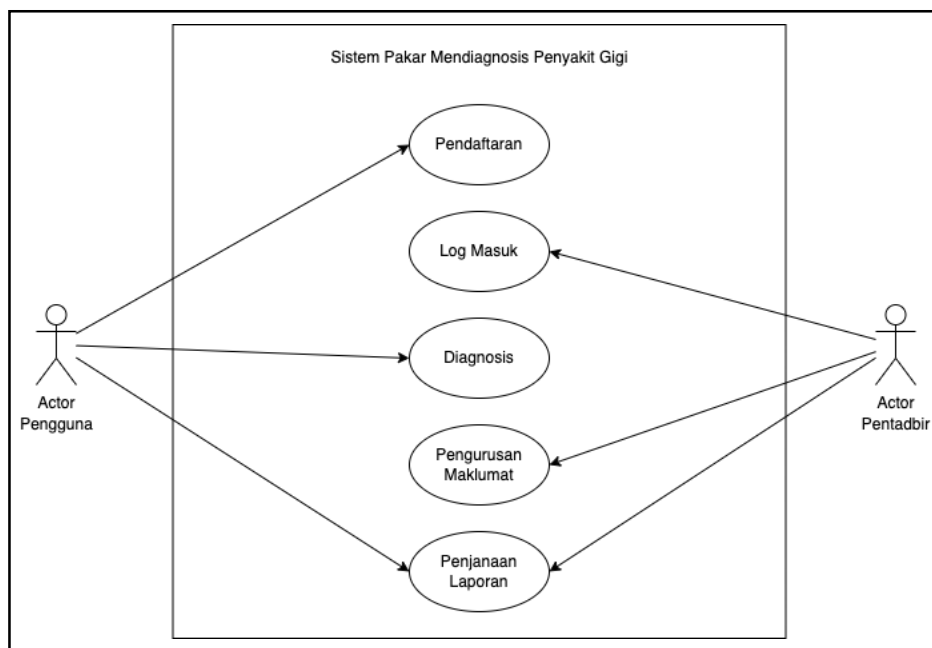 Sistem Pakar Mendiagnosis Penyakit Gigi
Pendaftaran
Log Masuk
Diagnosis
Pengurusan
Maklumat
Penjanaan
Laporan
Actor
Pengguna
Actor
Pentadbir